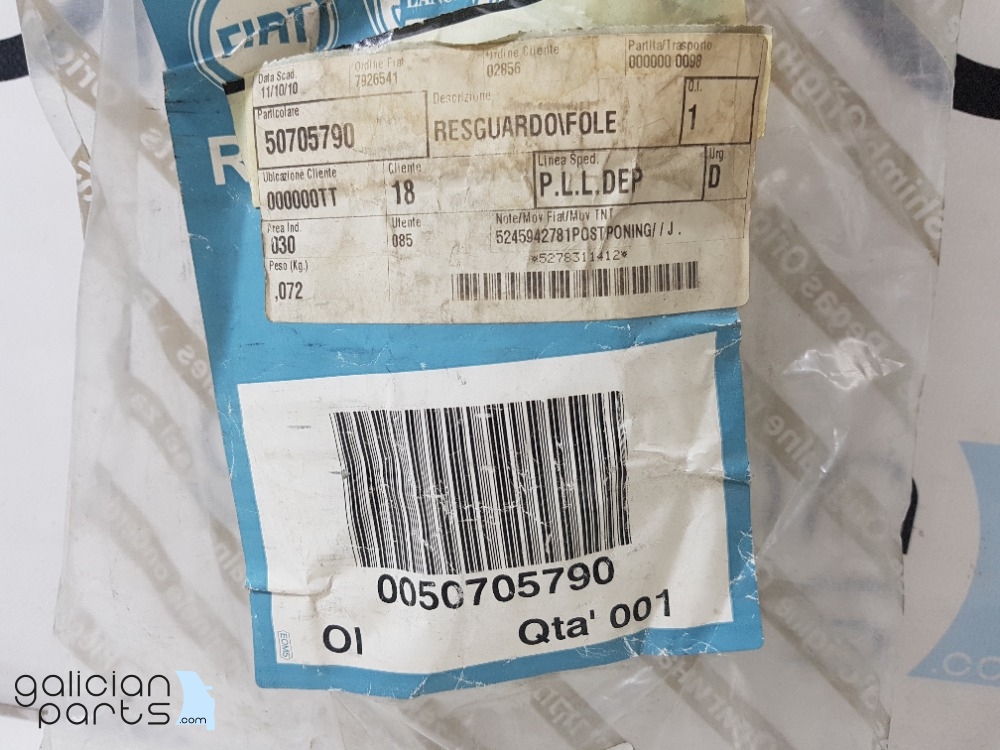 FIAT
Data Scad.
11/10/10
Ordine Fiat
7926541
Ordine Cliente
02856
Partita/Trasporto
000000 0098
Particolare
50705790
Descrizione
RESGUARDO\FOLE
Q.I.
1
Ubicazione Cliente
000000TT
Cliente
18
Linea Sped.
P.L.L.DEP
Urg
D
Area Ind.
030
Utente
085
Note/Mov Fiat/Mov TNT
5245942781POSTPONING//J.
Peso (Kg.)
,072
*5278311412*
0050705790
OI
Qta' 001
galician
parts.com